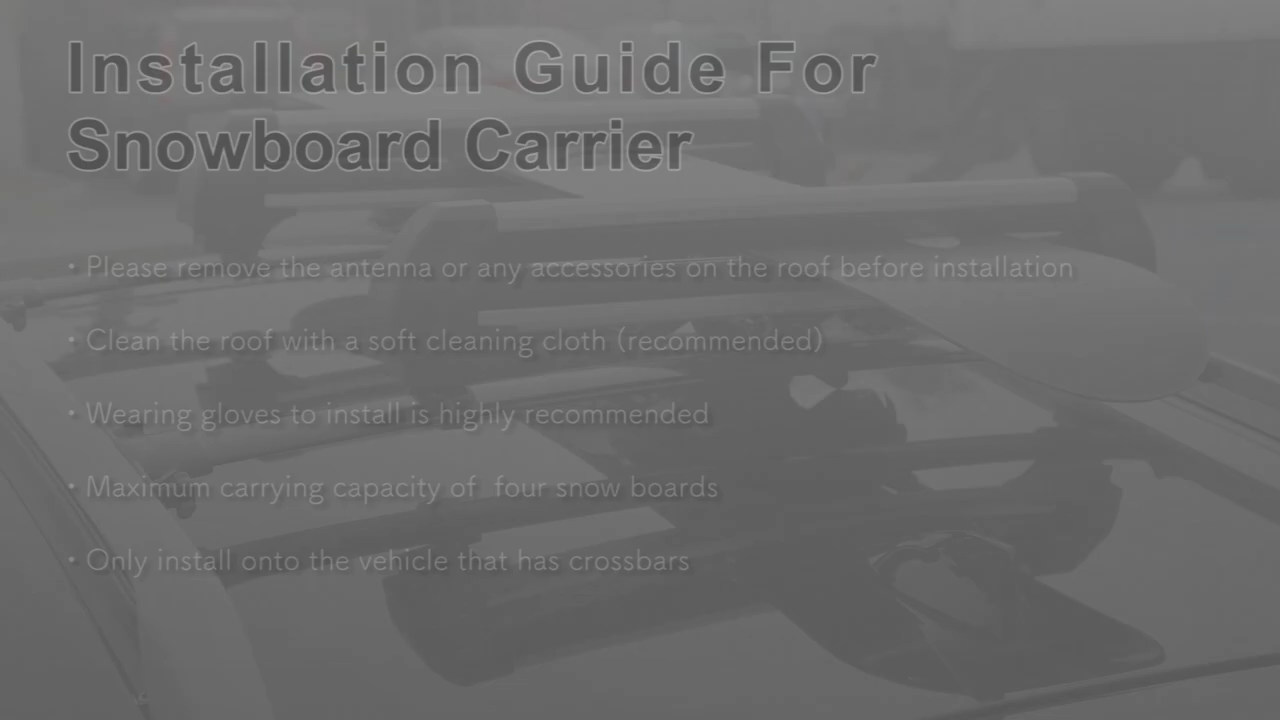 Installation Guide For
Snowboard Carrier
• Please remove the antenna or any accessories on the roof before installation
• Clean the roof with a soft cleaning cloth (recommended)
• Wearing gloves to install is highly recommended
• Maximum carrying capacity of  four snow boards
• Only install onto the vehicle that has crossbars